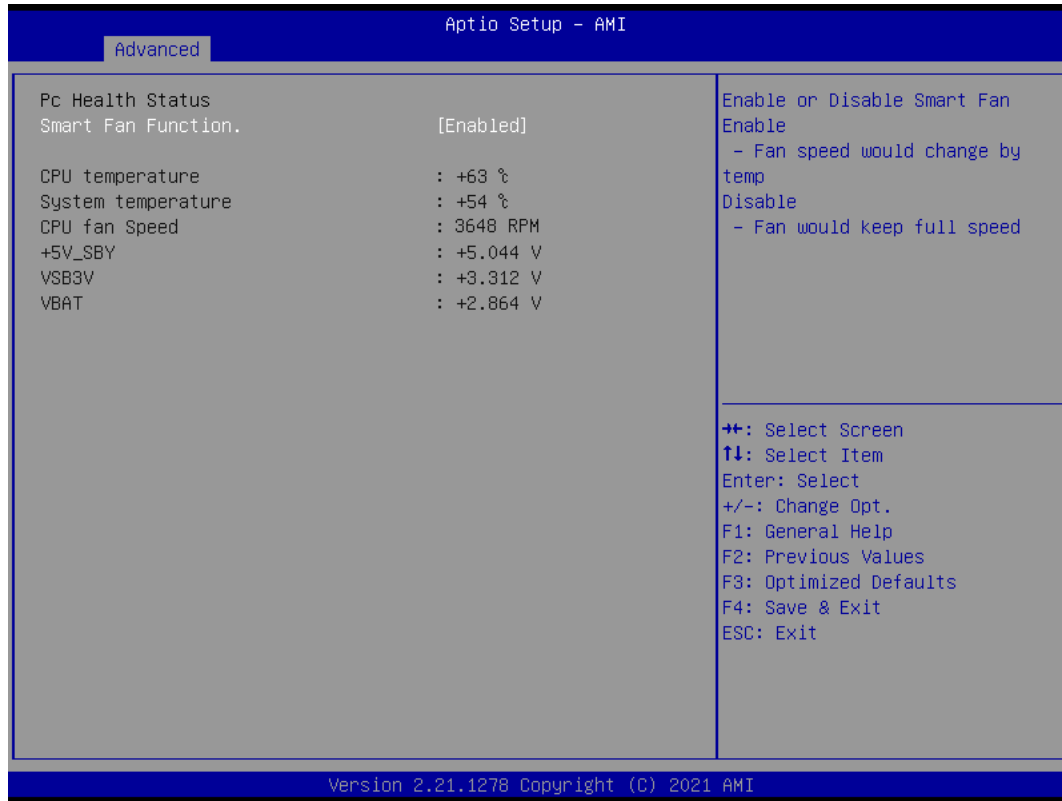 Aptio Setup – AMI
Advanced
Pc Health Status
Smart Fan Function. [Enabled]
CPU temperature : +63 ℃
System temperature : +54 ℃
CPU fan Speed : 3648 RPM
+5V_SBY : +5.044 V
VSB3V : +3.312 V
VBAT : +2.864 V
Enable or Disable Smart Fan
Enable
– Fan speed would change by
temp
Disable
– Fan would keep full speed
→←: Select Screen
↑↓: Select Item
Enter: Select
+/-: Change Opt.
F1: General Help
F2: Previous Values
F3: Optimized Defaults
F4: Save & Exit
ESC: Exit
Version 2.21.1278 Copyright (C) 2021 AMI